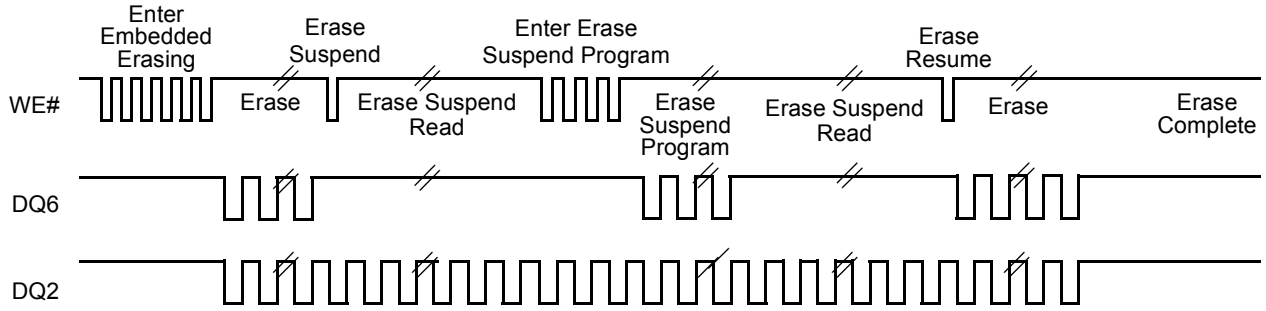 Enter
Embedded
Erasing
Erase
Suspend
Enter Erase
Suspend Program
Erase
Resume
WE#
Erase
Erase Suspend
Read
Erase
Suspend
Program
Erase Suspend
Read
Erase
Erase
Complete
DQ6
DQ2